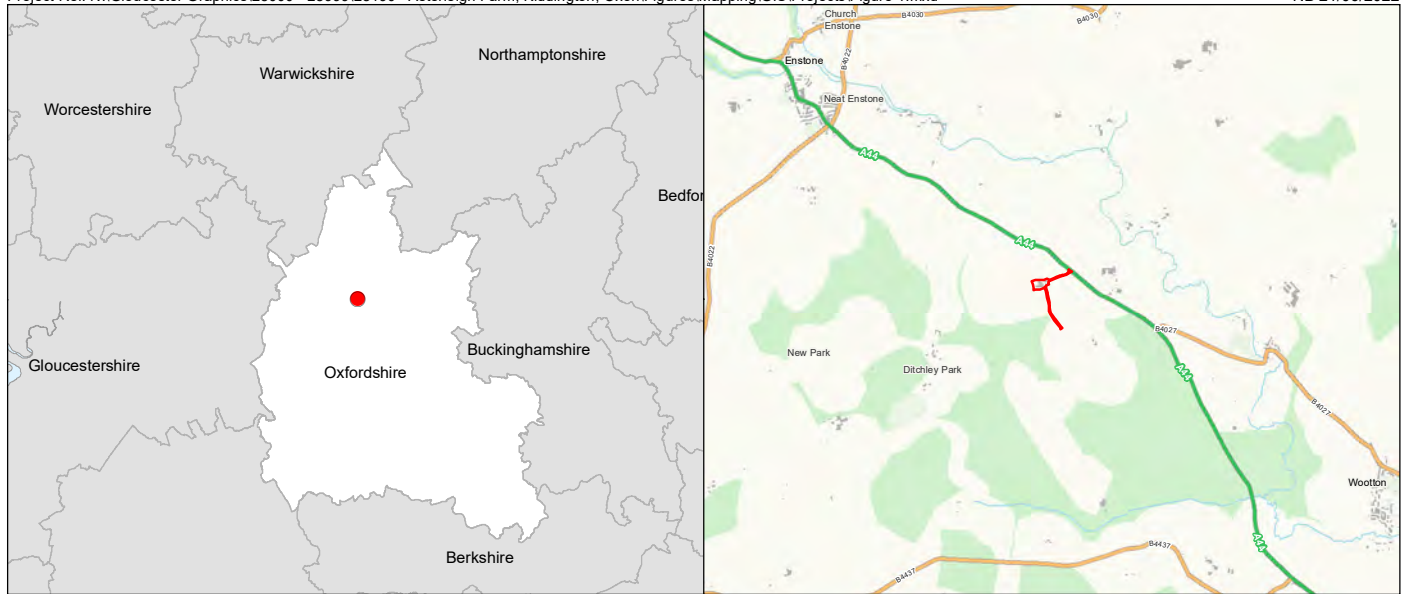 Northamptonshire
Warwickshire
Worcestershire
Bedfor
Buckinghamshire
Gloucestershire
Oxfordshire
Berkshire
Church
Enstone
B4030
B4030
B4022
Enstone
Neat Enstone
A44
B4022
A44
B4027
New Park
Ditchley Park
A44
B4027
Wootton
A44
B4437
B4437